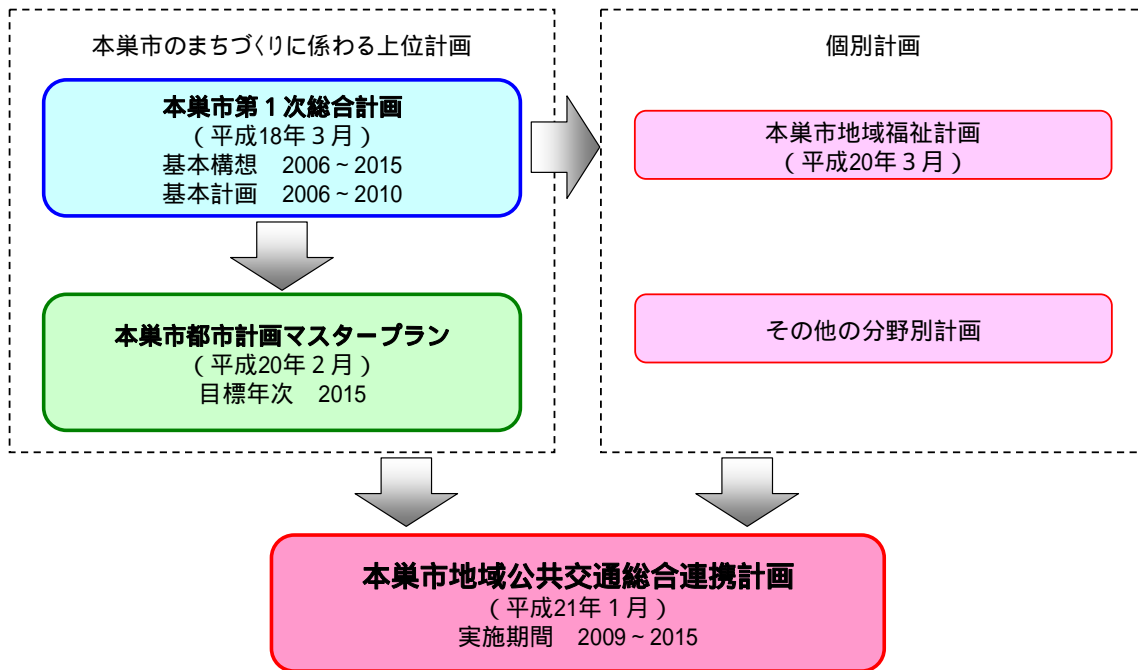 本巣市のまちづくりに係わる上位計画
本巣市第１次総合計画
（平成18年３月）
基本構想　2006～2015
基本計画　2006～2010
本巣市都市計画マスタープラン
（平成20年２月）
目標年次　2015
個別計画
本巣市地域福祉計画
（平成20年３月）
その他の分野別計画
本巣市地域公共交通総合連携計画
（平成21年１月）
実施期間　2009～2015